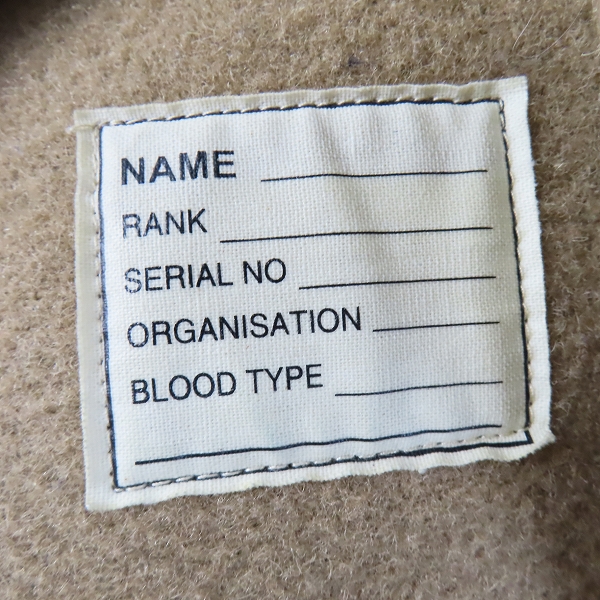 NAME
RANK
SERIAL NO
ORGANISATION
BLOOD TYPE